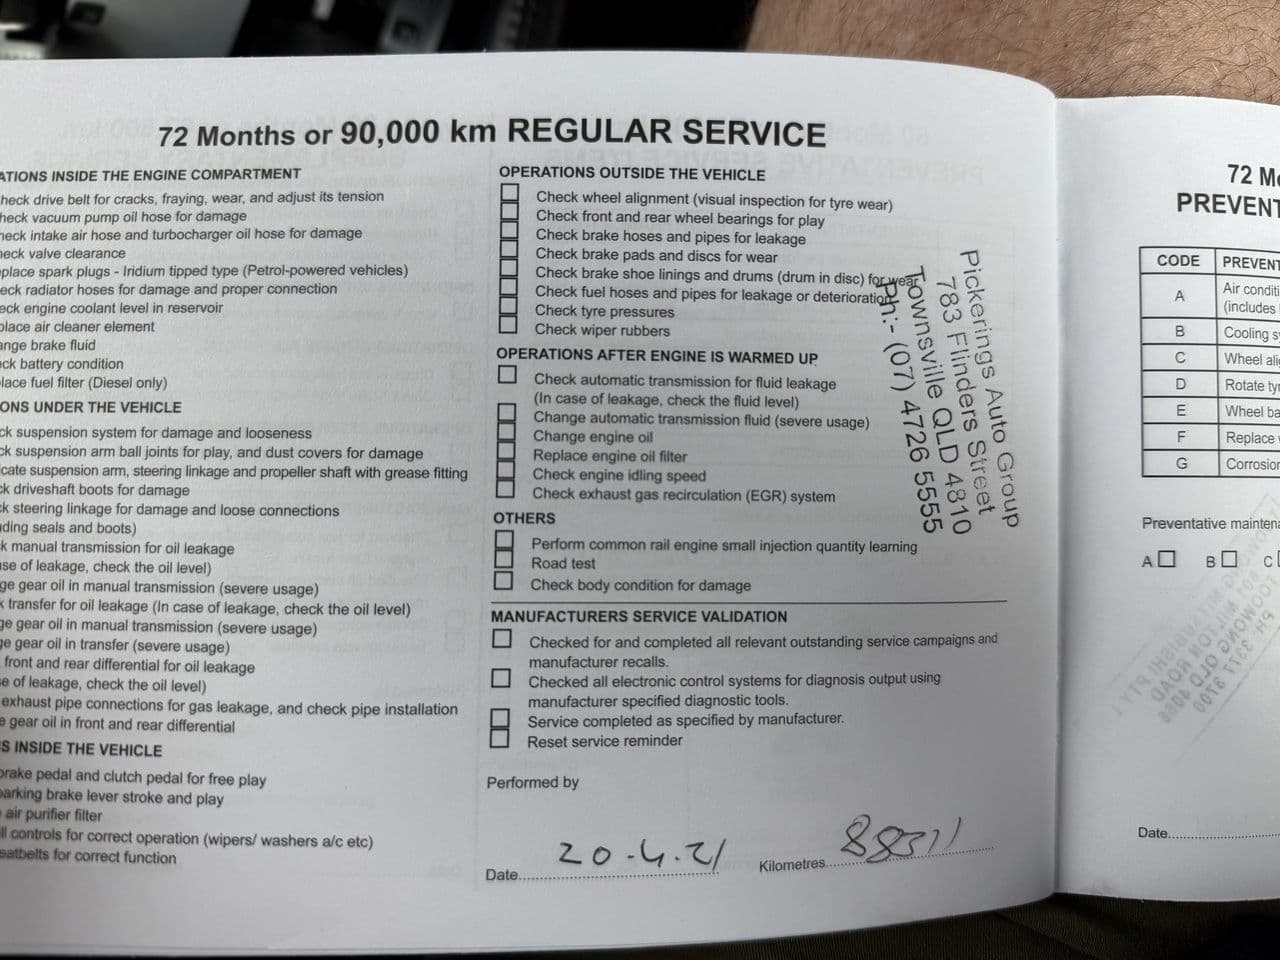 72 Months or 90,000 km REGULAR SERVICE
ATIONS INSIDE THE ENGINE COMPARTMENT
heck drive belt for cracks, fraying, wear, and adjust its tension
heck vacuum pump oil hose for damage
heck intake air hose and turbocharger oil hose for damage
heck valve clearance
eplace spark plugs - Iridium tipped type (Petrol-powered vehicles)
eck radiator hoses for damage and proper connection
eck engine coolant level in reservoir
place air cleaner element
ange brake fluid
ck battery condition
lace fuel filter (Diesel only)
ONS UNDER THE VEHICLE
ck suspension system for damage and looseness
ck suspension arm ball joints for play, and dust covers for damage
icate suspension arm, steering linkage and propeller shaft with grease fitting
ck driveshaft boots for damage
ck steering linkage for damage and loose connections
ding seals and boots)
k manual transmission for oil leakage
se of leakage, check the oil level)
ge gear oil in manual transmission (severe usage)
k transfer for oil leakage (In case of leakage, check the oil level)
ge gear oil in manual transmission (severe usage)
ge gear oil in transfer (severe usage)
front and rear differential for oil leakage
e of leakage, check the oil level)
exhaust pipe connections for gas leakage, and check pipe installation
e gear oil in front and rear differential
S INSIDE THE VEHICLE
brake pedal and clutch pedal for free play
parking brake lever stroke and play
air purifier filter
ll controls for correct operation (wipers/ washers a/c etc)
seatbelts for correct function
OPERATIONS OUTSIDE THE VEHICLE
Check wheel alignment (visual inspection for tyre wear)
Check front and rear wheel bearings for play
Check brake hoses and pipes for leakage
Check brake pads and discs for wear
Check brake shoe linings and drums (drum in disc) for wear
Check fuel hoses and pipes for leakage or deterioration
Check tyre pressures
Check wiper rubbers
OPERATIONS AFTER ENGINE IS WARMED UP
Check automatic transmission for fluid leakage
(In case of leakage, check the fluid level)
Change automatic transmission fluid (severe usage)
Change engine oil
Replace engine oil filter
Check engine idling speed
Check exhaust gas recirculation (EGR) system
OTHERS
Perform common rail engine small injection quantity learning
Road test
Check body condition for damage
MANUFACTURERS SERVICE VALIDATION
Checked for and completed all relevant outstanding service campaigns and
manufacturer recalls.
Checked all electronic control systems for diagnosis output using
manufacturer specified diagnostic tools.
Service completed as specified by manufacturer.
Reset service reminder
Performed by
Date 20.4.21 Kilometres
Pickerings Auto Group
783 Flinders Street
Townsville QLD 4810
Ph:- (07) 4726 5555
72 Mo
PREVENT
CODE PREVENT
A Air conditi
(includes
B Cooling sy
C Wheel alig
D Rotate tyr
E Wheel ba
F Replace
G Corrosion
Preventative maintena
A B C
Date